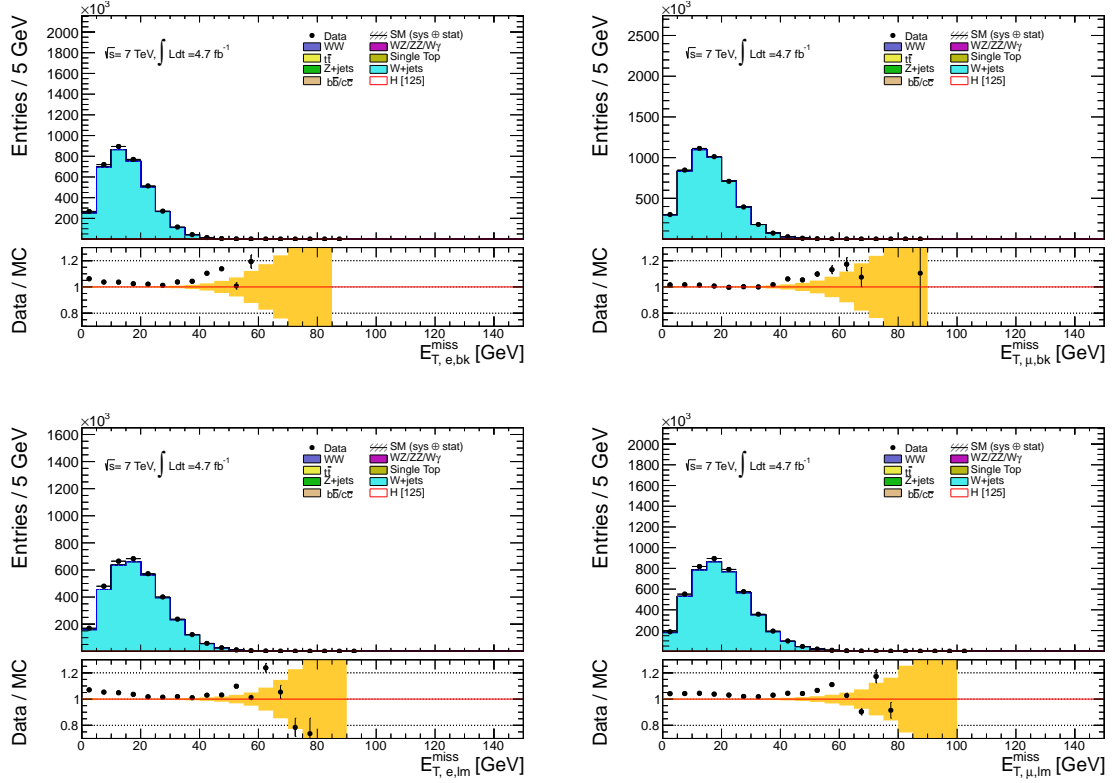 ×10³
Entries / 5 GeV
2000
1800
1600
1400
1200
1000
800
600
400
200
√s = 7 TeV, ∫ Ldt = 4.7 fb⁻¹
Data
SM (sys ⊕ stat)
WW
WZ/ZZ/Wγ
tt̅
Single Top
Z+jets
W+jets
bb̅/cc̅
H [125]
Data / MC
1.2
1
0.8
0 20 40 60 80 100 120 140
E_{T, e,bk}^{miss} [GeV]
×10³
Entries / 5 GeV
2500
2000
1500
1000
500
√s = 7 TeV, ∫ Ldt = 4.7 fb⁻¹
Data
SM (sys ⊕ stat)
WW
WZ/ZZ/Wγ
tt̅
Single Top
Z+jets
W+jets
bb̅/cc̅
H [125]
Data / MC
1.2
1
0.8
0 20 40 60 80 100 120 140
E_{T, μ,bk}^{miss} [GeV]
×10³
Entries / 5 GeV
1600
1400
1200
1000
800
600
400
200
√s = 7 TeV, ∫ Ldt = 4.7 fb⁻¹
Data
SM (sys ⊕ stat)
WW
WZ/ZZ/Wγ
tt̅
Single Top
Z+jets
W+jets
bb̅/cc̅
H [125]
Data / MC
1.2
1
0.8
0 20 40 60 80 100 120 140
E_{T, e,lm}^{miss} [GeV]
×10³
Entries / 5 GeV
2000
1800
1600
1400
1200
1000
800
600
400
200
√s = 7 TeV, ∫ Ldt = 4.7 fb⁻¹
Data
SM (sys ⊕ stat)
WW
WZ/ZZ/Wγ
tt̅
Single Top
Z+jets
W+jets
bb̅/cc̅
H [125]
Data / MC
1.2
1
0.8
0 20 40 60 80 100 120 140
E_{T, μ,lm}^{miss} [GeV]